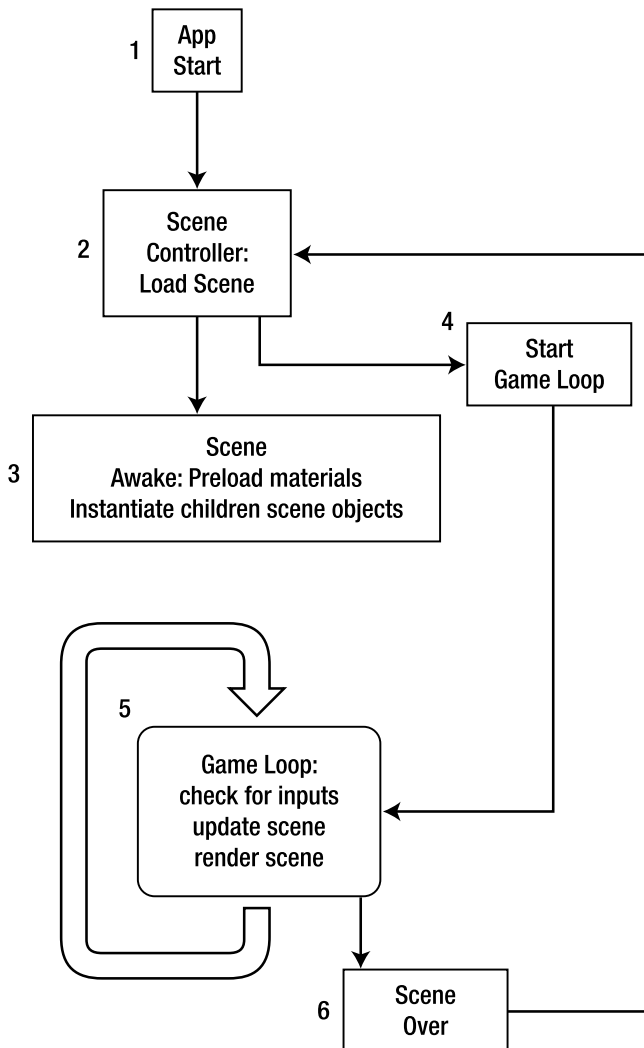 1
App
Start
2
Scene
Controller:
Load Scene
4
Start
Game Loop
3
Scene
Awake: Preload materials
Instantiate children scene objects
5
Game Loop:
check for inputs
update scene
render scene
6
Scene
Over